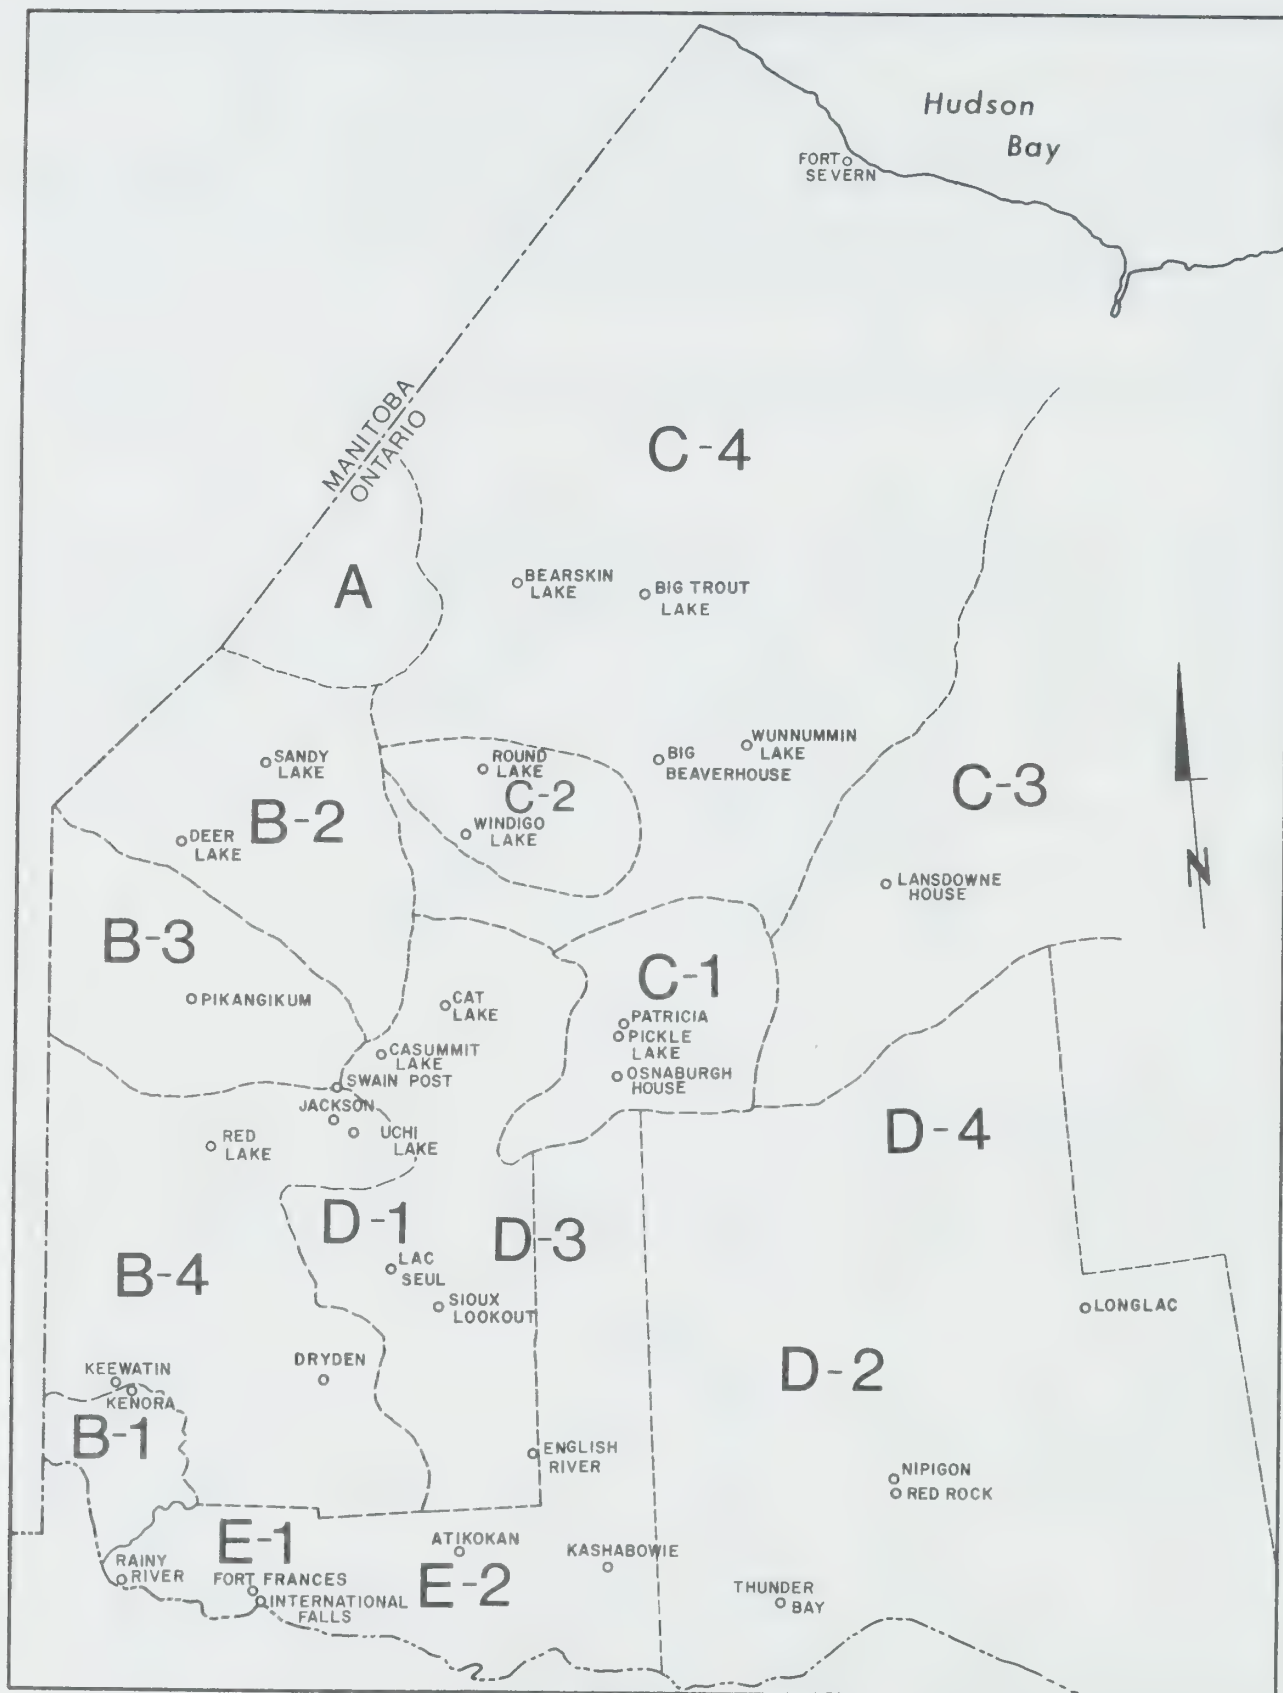 Hudson
Bay
FORT
SEVERN
MANITOBA
ONTARIO
C-4
A
BEARSKIN
LAKE
BIG TROUT
LAKE
SANDY
LAKE
ROUND
LAKE
C-2
WINDIGO
LAKE
BIG
BEAVERHOUSE
WUNNUMMIN
LAKE
C-3
B-2
DEER
LAKE
N
LANSDOWNE
HOUSE
B-3
PIKANGIKUM
CAT
LAKE
C-1
PATRICIA
PICKLE
LAKE
OSNABURGH
HOUSE
CASUMMIT
LAKE
SWAIN POST
JACKSON
UCHI
LAKE
RED
LAKE
D-4
D-1
D-3
LAC
SEUL
B-4
SIOUX
LOOKOUT
LONGLAC
DRYDEN
D-2
KEEWATIN
KENORA
B-1
ENGLISH
RIVER
NIPIGON
RED ROCK
E-1
ATIKOKAN
KASHABOWIE
RAINY
RIVER
FORT FRANCES
INTERNATIONAL
FALLS
E-2
THUNDER
BAY